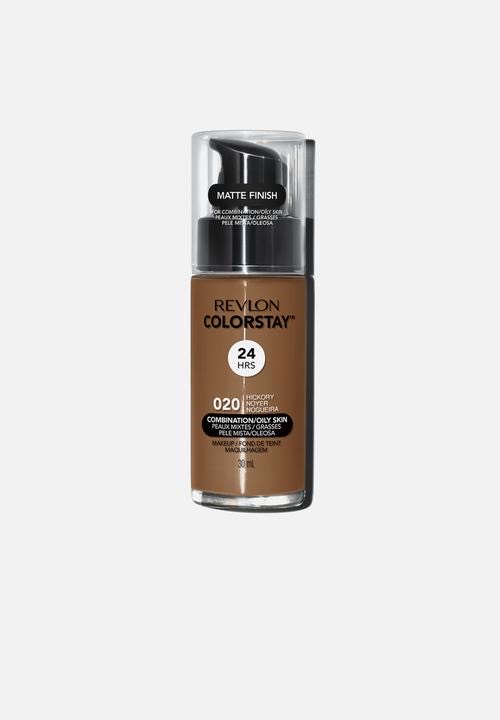 MATTE FINISH
FOR COMBINATION/OILY SKIN
PEAUX MIXTES / GRASSES
PELE MISTA/OLEOSA
REVLON
COLORSTAY™
24
HRS
020
HICKORY
NOYER
NOGUEIRA
COMBINATION/OILY SKIN
PEAUX MIXTES / GRASSES
PELE MISTA/OLEOSA
MAKEUP / FOND DE TEINT
MAQUILHAGEM
30 mL